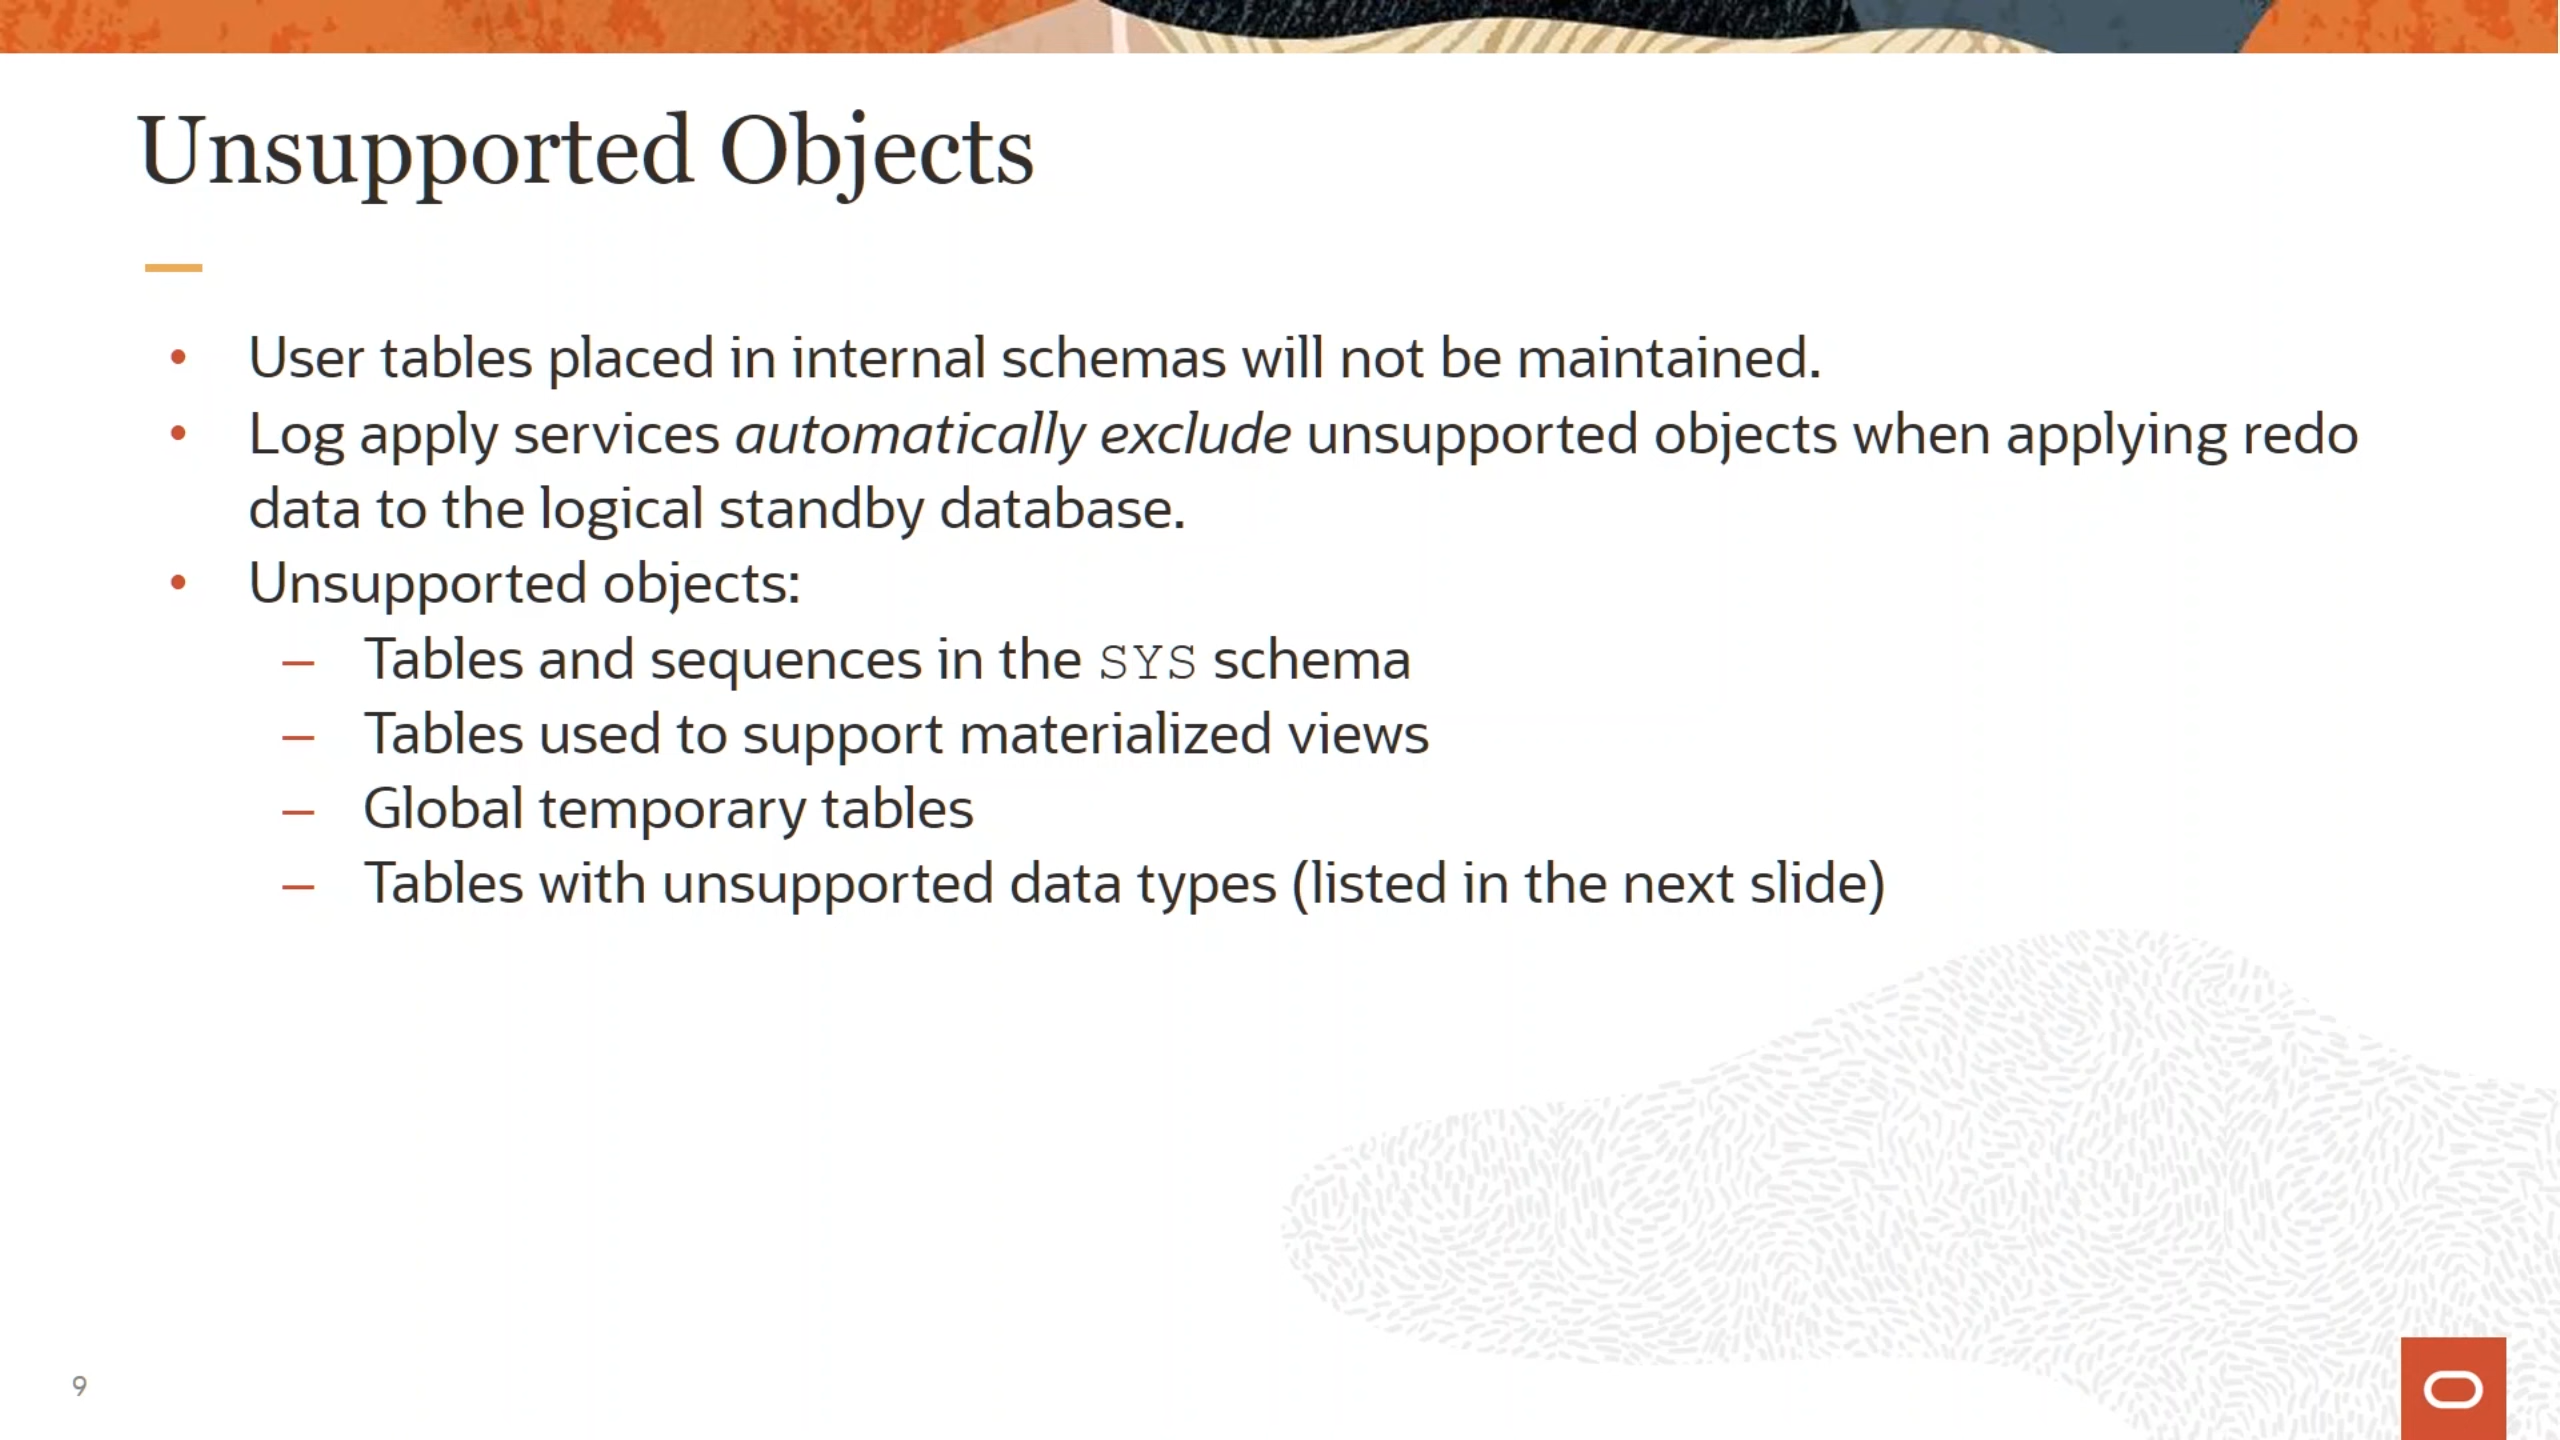 Unsupported Objects
• User tables placed in internal schemas will not be maintained.
• Log apply services automatically exclude unsupported objects when applying redo
data to the logical standby database.
• Unsupported objects:
– Tables and sequences in the SYS schema
– Tables used to support materialized views
– Global temporary tables
– Tables with unsupported data types (listed in the next slide)
9